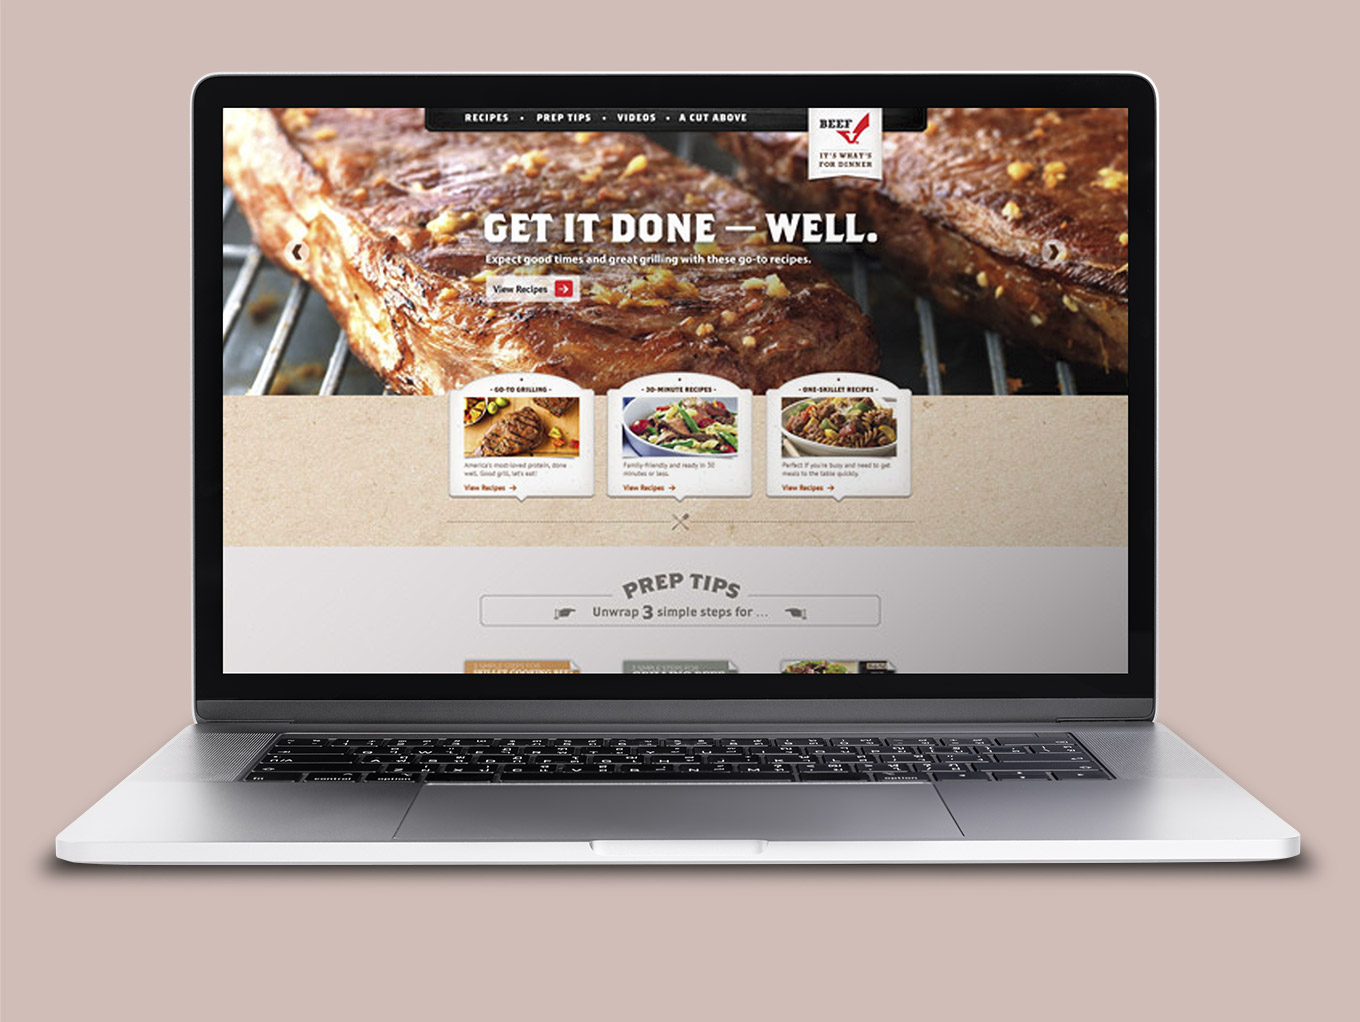 RECIPES • PREP TIPS • VIDEOS • A CUT ABOVE
BEEF
IT'S WHAT'S
FOR DINNER
GET IT DONE — WELL.
Expect good times and great grilling with these go-to recipes.
View Recipes
- GO-TO GRILLING -
America's most-loved protein, done
well. Good grill, let's eat!
View Recipes
- 30-MINUTE RECIPES -
Family-friendly and ready in 30
minutes or less.
View Recipes
- ONE-SKILLET RECIPES -
Perfect if you're busy and need to get
meals to the table quickly.
View Recipes
PREP TIPS
Unwrap 3 simple steps for ...
3 SIMPLE STEPS FOR
SKILLET COOKING BEEF
3 SIMPLE STEPS FOR
fn
control
option
option